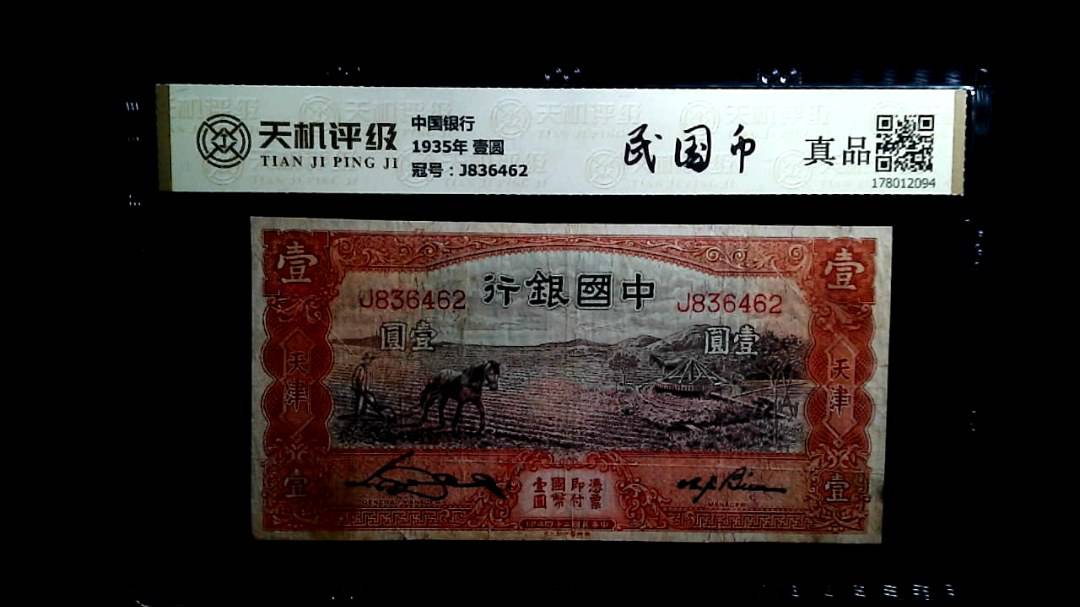 天机评级
TIAN JI PING JI
中国银行
1935年 壹圆
冠号：J836462
民国币
真品
178012094
壹
壹
行銀國中
J836462
J836462
圓壹
圓壹
天津
天津
憑票
即付
國幣
壹圓
壹
壹